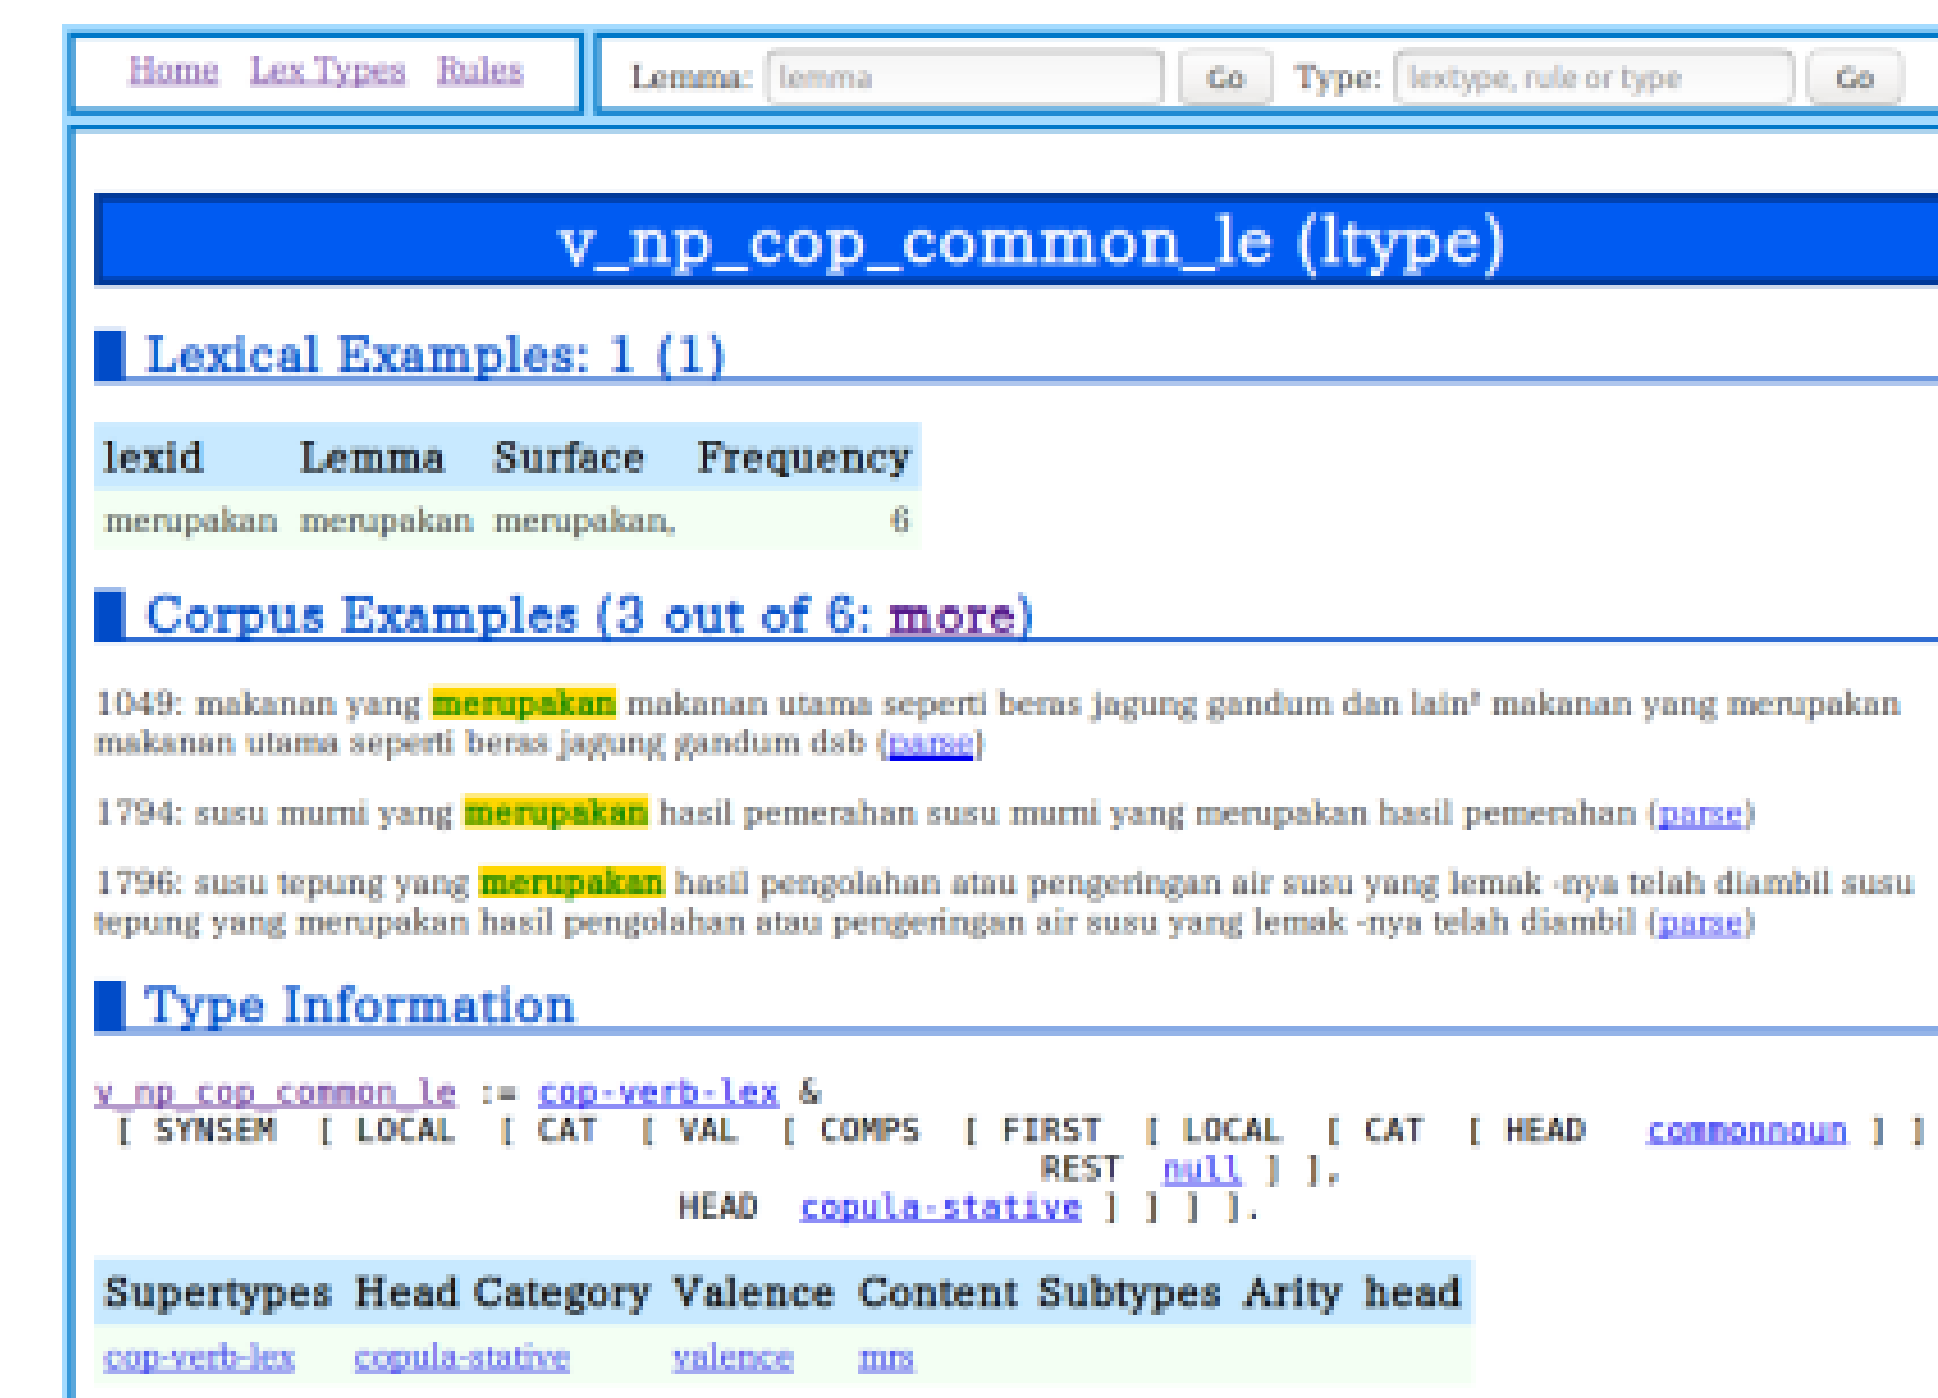 Home Lex Types Rules Lemma: lemma Go Type: lextype, rule or type Go
v_np_cop_common_le (ltype)
Lexical Examples: 1 (1)
lexid Lemma Surface Frequency
merupakan merupakan merupakan, 6
Corpus Examples (3 out of 6: more)
1049: makanan yang merupakan makanan utama seperti beras jagung gandum dan lain² makanan yang merupakan
makanan utama seperti beras jagung gandum dsb (parse)
1794: susu murni yang merupakan hasil pemerahan susu murni yang merupakan hasil pemerahan (parse)
1796: susu tepung yang merupakan hasil pengolahan atau pengeringan air susu yang lemak -nya telah diambil susu
tepung yang merupakan hasil pengolahan atau pengeringan air susu yang lemak -nya telah diambil (parse)
Type Information
v_np_cop_common_le := cop-verb-lex &
[ SYNSEM [ LOCAL [ CAT [ VAL [ COMPS [ FIRST [ LOCAL [ CAT [ HEAD commonnoun ] ]
REST null ] ],
HEAD copula-stative ] ] ] ].
Supertypes Head Category Valence Content Subtypes Arity head
cop-verb-lex copula-stative valence mrs